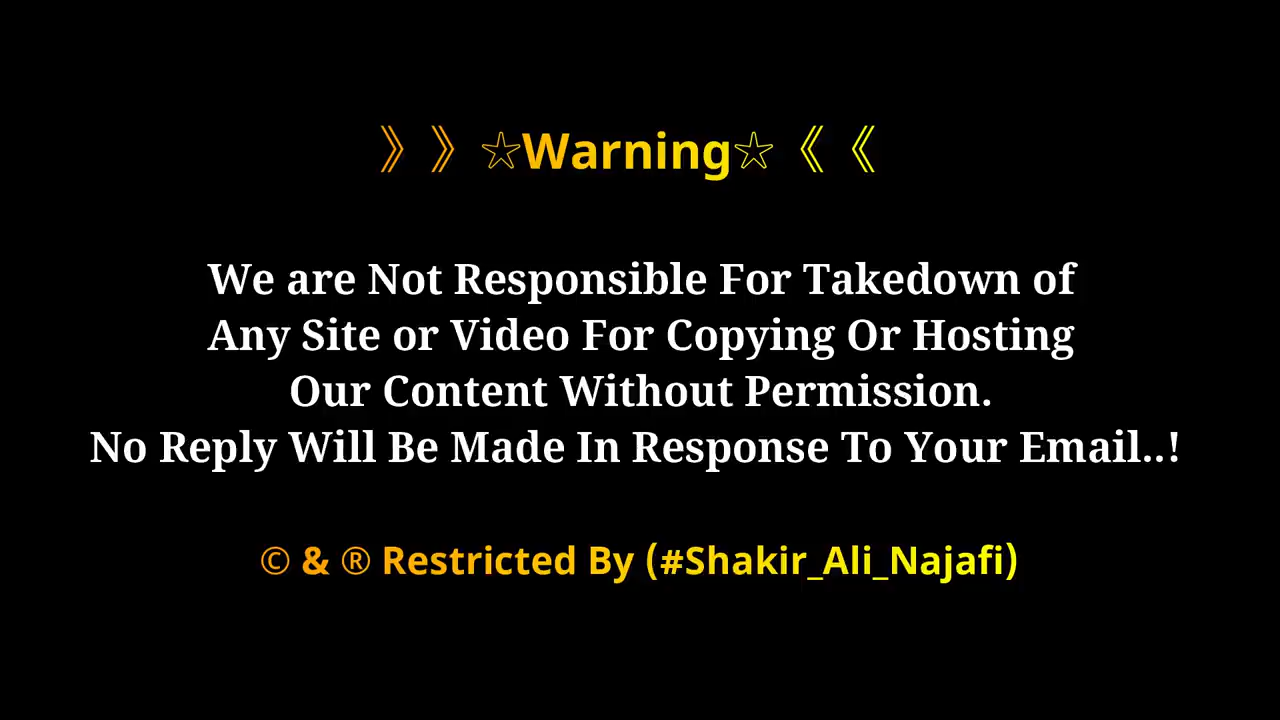 》》☆Warning☆《《
We are Not Responsible For Takedown of
Any Site or Video For Copying Or Hosting
Our Content Without Permission.
No Reply Will Be Made In Response To Your Email..!
© & ® Restricted By (#Shakir_Ali_Najafi)